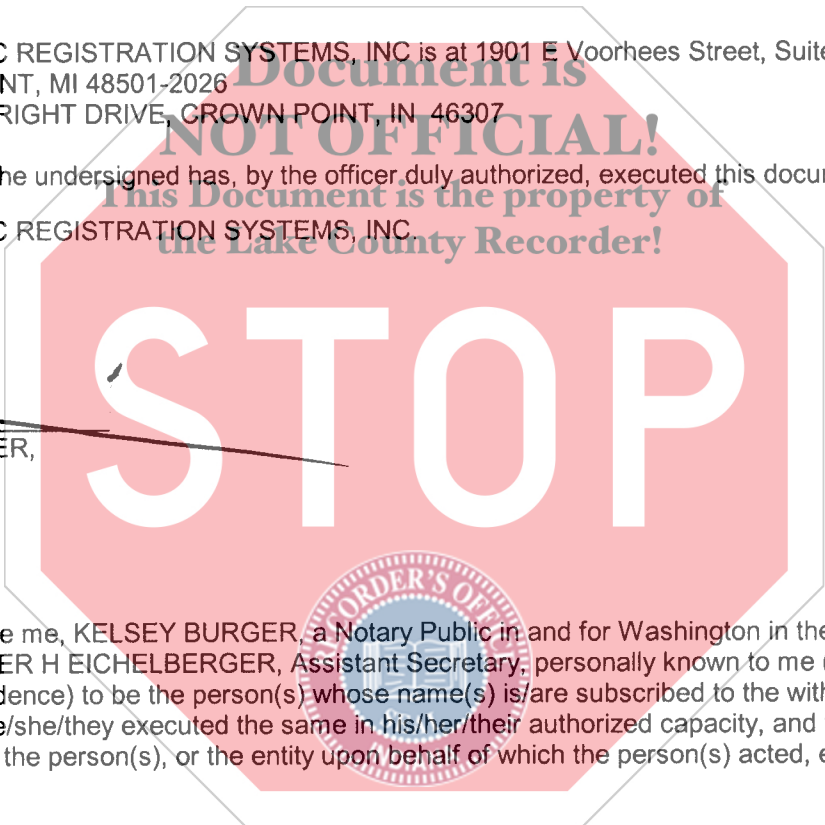 C REGISTRATION SYSTEMS, INC is at 1901 E Voorhees Street, Suite
Document is
NT, MI 48501-2026
RIGHT DRIVE, CROWN POINT, IN 46307
NOT OFFICIAL!
he undersigned has, by the officer duly authorized, executed this docu
This Document is the property of
C REGISTRATION SYSTEMS, INC.
the Lake County Recorder!
STOP
ER,
RECORDER'S OFFICE
e me, KELSEY BURGER, a Notary Public in and for Washington in the
ER H EICHELBERGER, Assistant Secretary, personally known to me (
dence) to be the person(s) whose name(s) is/are subscribed to the wit
e/she/they executed the same in his/her/their authorized capacity, and
the person(s), or the entity upon behalf of which the person(s) acted, e